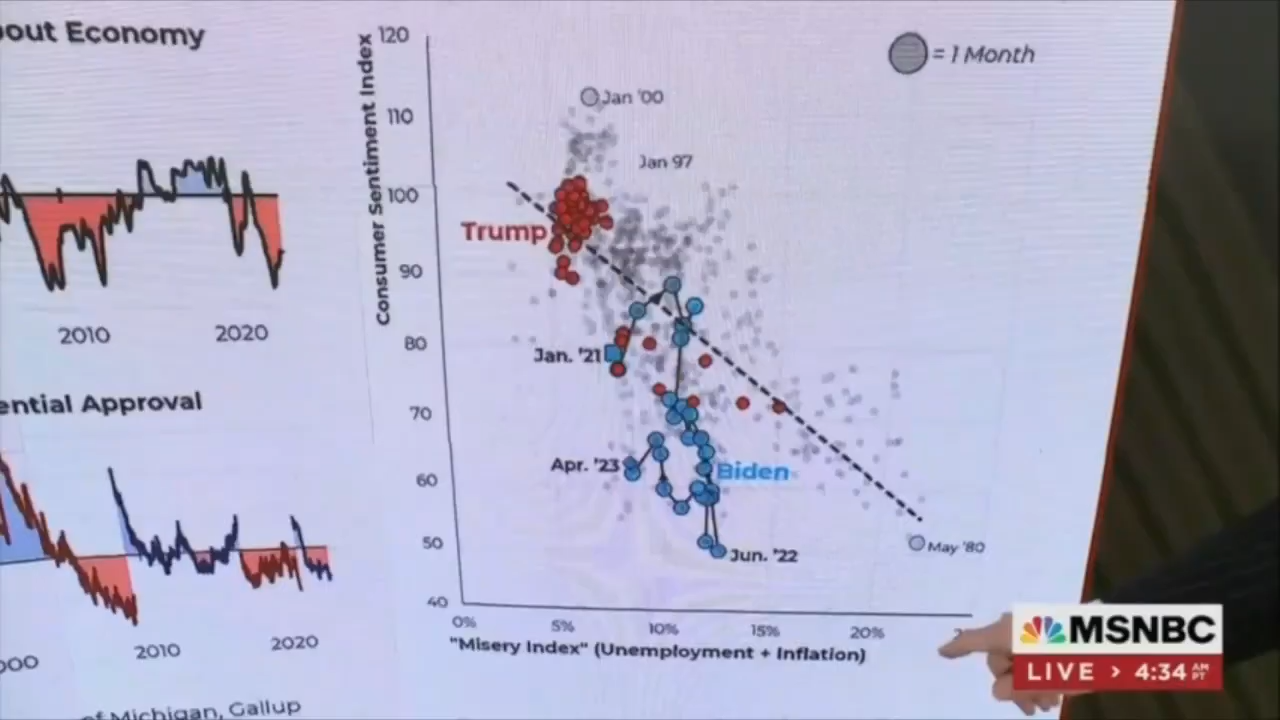 out Economy
2010
2020
ential Approval
2010
2020
of Michigan, Gallup
Consumer Sentiment Index
120
110
100
90
80
70
60
50
40
= 1 Month
Jan '00
Jan 97
Trump
Jan. '21
Apr. '23
Biden
Jun. '22
May '80
0%
5%
10%
15%
20%
"Misery Index" (Unemployment + Inflation)
MSNBC
LIVE > 4:34 AM PT